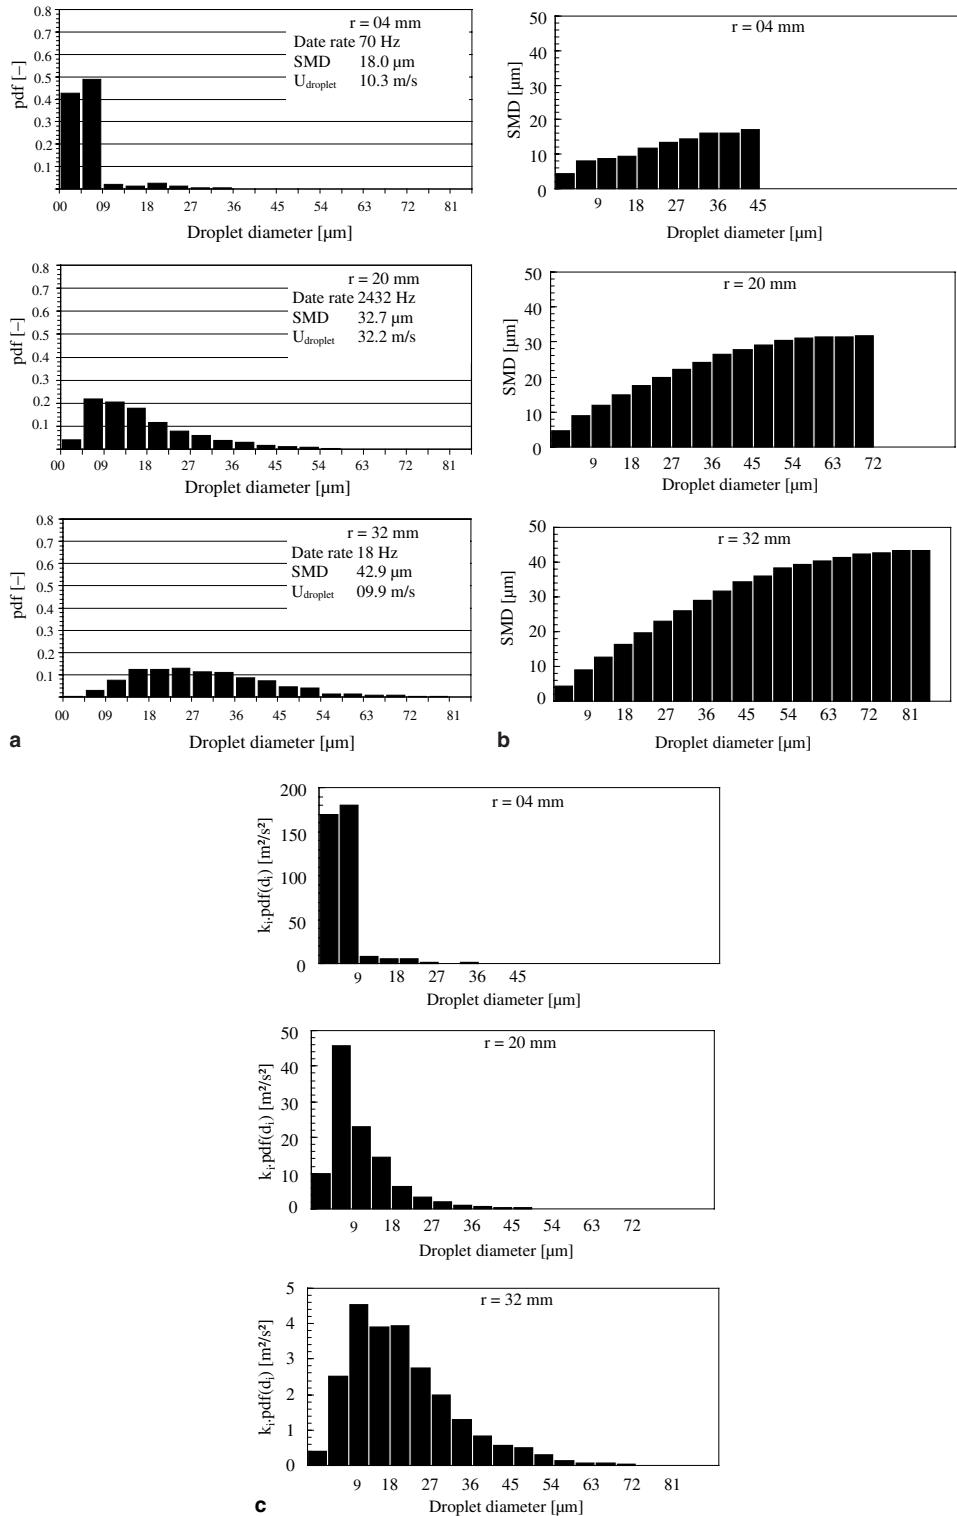 r = 04 mm
Date rate 70 Hz
SMD 18.0 µm
Udroplet 10.3 m/s
pdf [–]
0.8
0.7
0.6
0.5
0.4
0.3
0.2
0.1
00 09 18 27 36 45 54 63 72 81
Droplet diameter [µm]
r = 20 mm
Date rate 2432 Hz
SMD 32.7 µm
Udroplet 32.2 m/s
pdf [–]
0.8
0.7
0.6
0.5
0.4
0.3
0.2
0.1
00 09 18 27 36 45 54 63 72 81
Droplet diameter [µm]
r = 32 mm
Date rate 18 Hz
SMD 42.9 µm
Udroplet 09.9 m/s
pdf [–]
0.8
0.7
0.6
0.5
0.4
0.3
0.2
0.1
00 09 18 27 36 45 54 63 72 81
Droplet diameter [µm]
a
r = 04 mm
SMD [µm]
50
40
30
20
10
0
9 18 27 36 45
Droplet diameter [µm]
r = 20 mm
SMD [µm]
50
40
30
20
10
0
9 18 27 36 45 54 63 72
Droplet diameter [µm]
r = 32 mm
SMD [µm]
50
40
30
20
10
0
9 18 27 36 45 54 63 72 81
Droplet diameter [µm]
b
r = 04 mm
ki.pdf(di) [m²/s²]
200
150
100
50
0
9 18 27 36 45
Droplet diameter [µm]
r = 20 mm
ki.pdf(di) [m²/s²]
50
40
30
20
10
0
9 18 27 36 45 54 63 72
Droplet diameter [µm]
r = 32 mm
ki.pdf(di) [m²/s²]
5
4
3
2
1
0
9 18 27 36 45 54 63 72 81
Droplet diameter [µm]
c